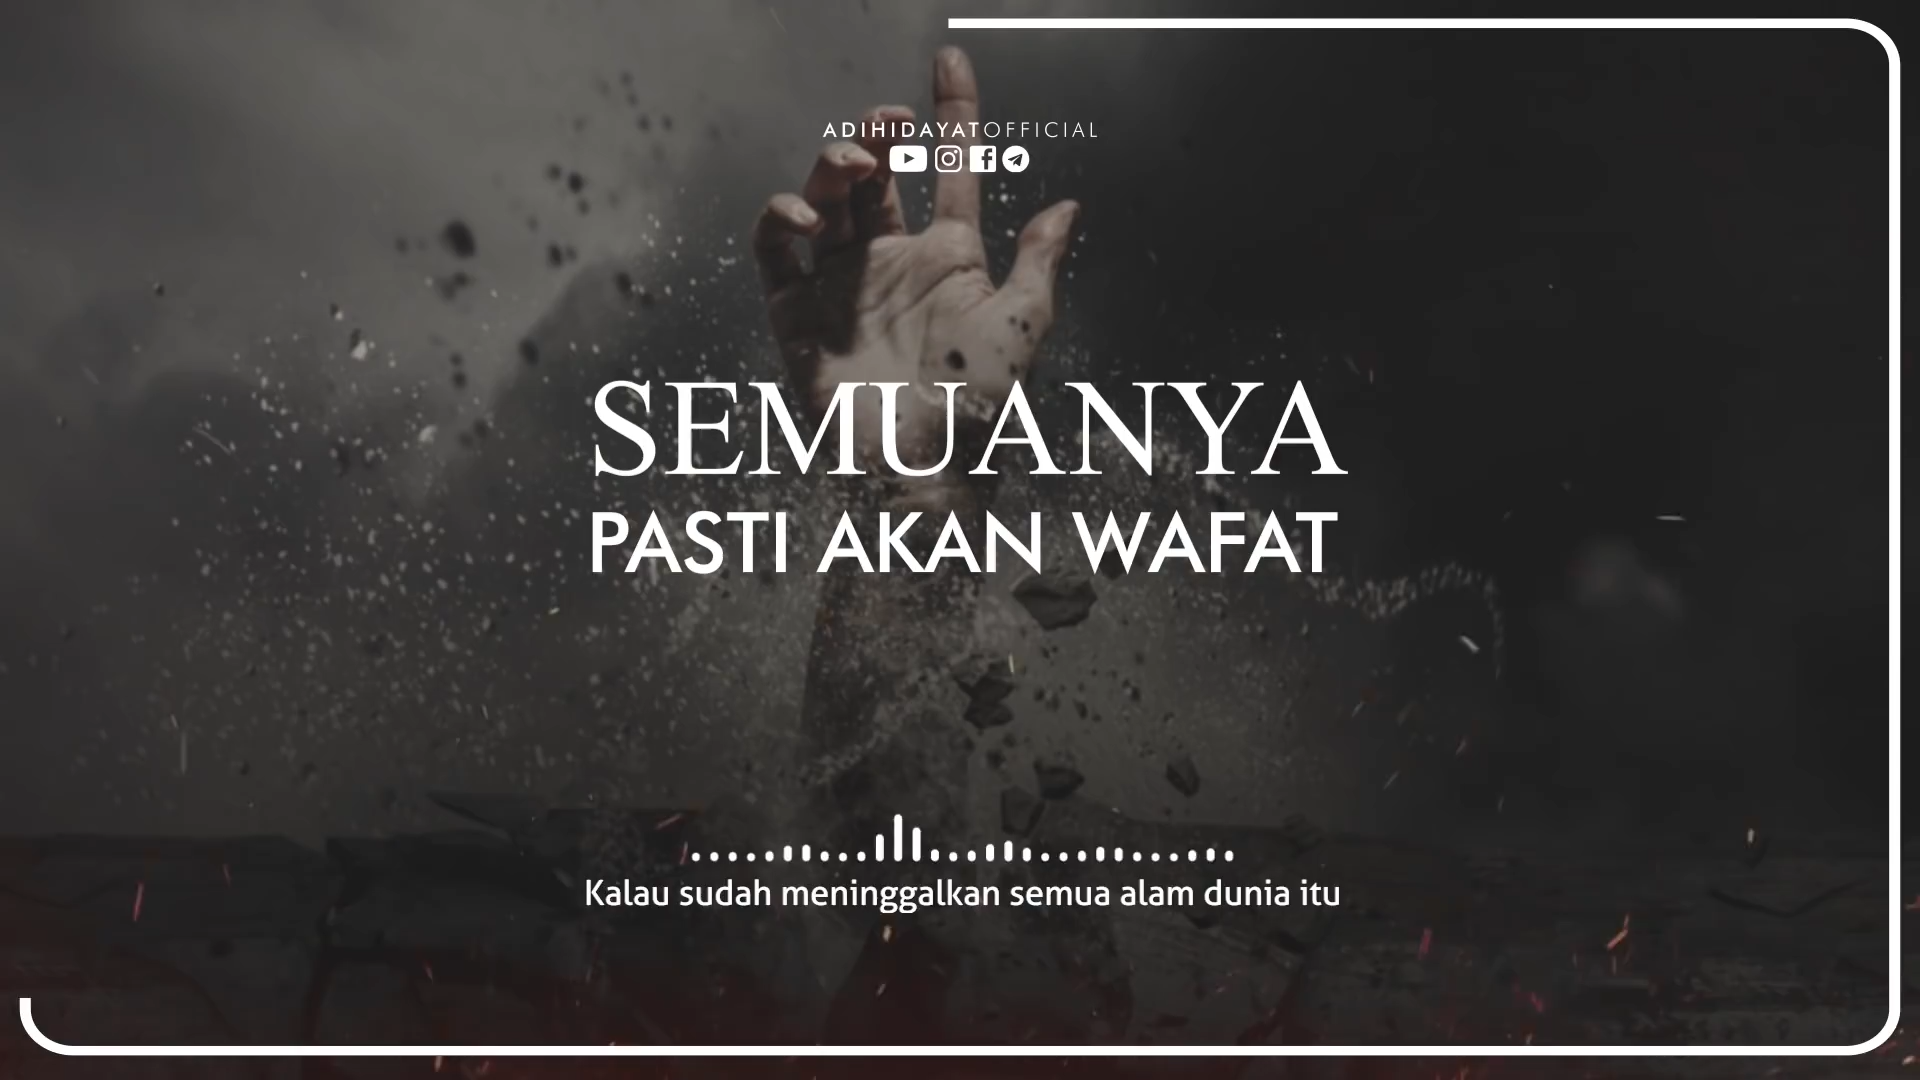 ADIHIDAYATOFFICIAL
SEMUANYA
PASTI AKAN WAFAT
Kalau sudah meninggalkan semua alam dunia itu